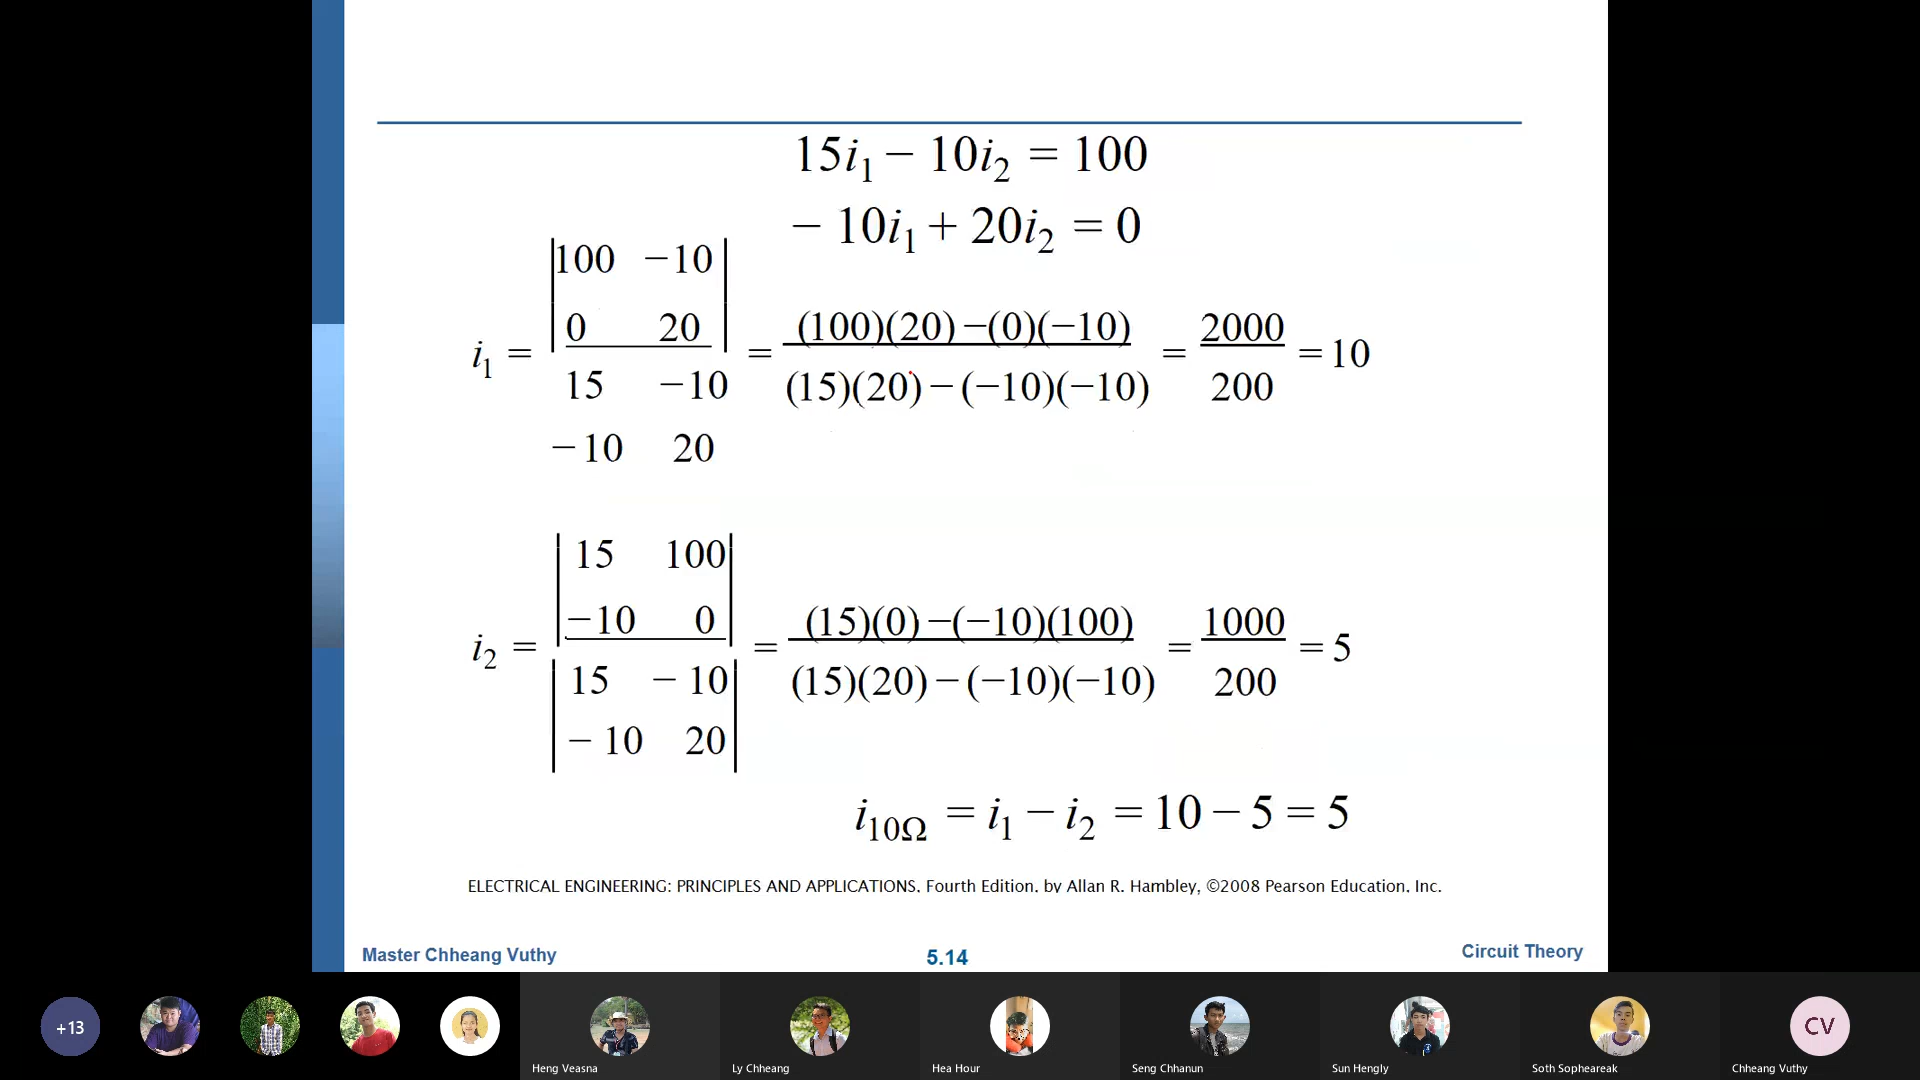 15i₁ − 10i₂ = 100
− 10i₁ + 20i₂ = 0
|100 −10|
|0 20|
i₁ = ─── = (100)(20) − (0)(−10) / (15)(20) − (−10)(−10) = 2000 / 200 = 10
15 −10
−10 20
|15 100|
|−10 0|
i₂ = ─── = (15)(0) − (−10)(100) / (15)(20) − (−10)(−10) = 1000 / 200 = 5
|15 − 10|
|− 10 20|
i₁₀Ω = i₁ − i₂ = 10 − 5 = 5
ELECTRICAL ENGINEERING: PRINCIPLES AND APPLICATIONS, Fourth Edition, by Allan R. Hambley, ©2008 Pearson Education, Inc.
Master Chheang Vuthy 5.14 Circuit Theory
+13
CV
Heng Veasna Ly Chheang Hea Hour Seng Chhanun Sun Hengly Soth Sopheareak Chheang Vuthy